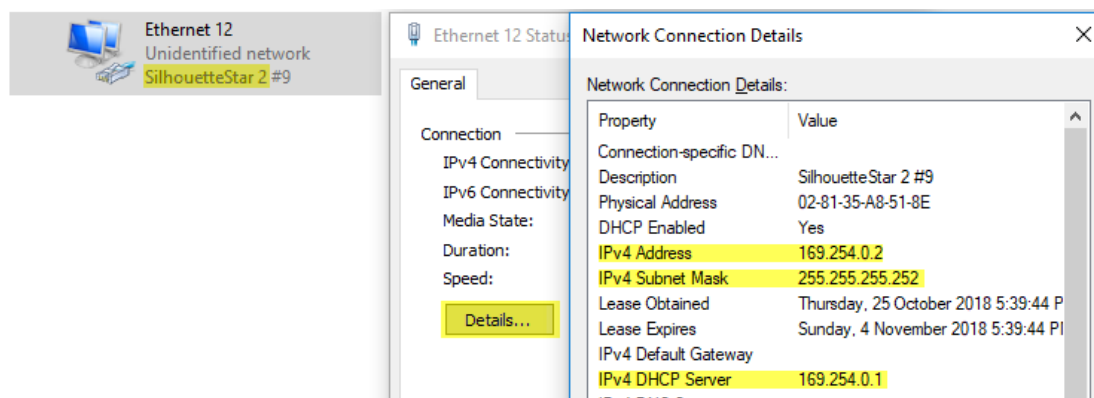 Ethernet 12
Unidentified network
SilhouetteStar 2 #9
Ethernet 12 Status
General
Connection
IPv4 Connectivity
IPv6 Connectivity
Media State:
Duration:
Speed:
Details...
Network Connection Details
Network Connection Details:
Property Value
Connection-specific DN...
Description SilhouetteStar 2 #9
Physical Address 02-81-35-A8-51-8E
DHCP Enabled Yes
IPv4 Address 169.254.0.2
IPv4 Subnet Mask 255.255.255.252
Lease Obtained Thursday, 25 October 2018 5:39:44 P
Lease Expires Sunday, 4 November 2018 5:39:44 P
IPv4 Default Gateway
IPv4 DHCP Server 169.254.0.1